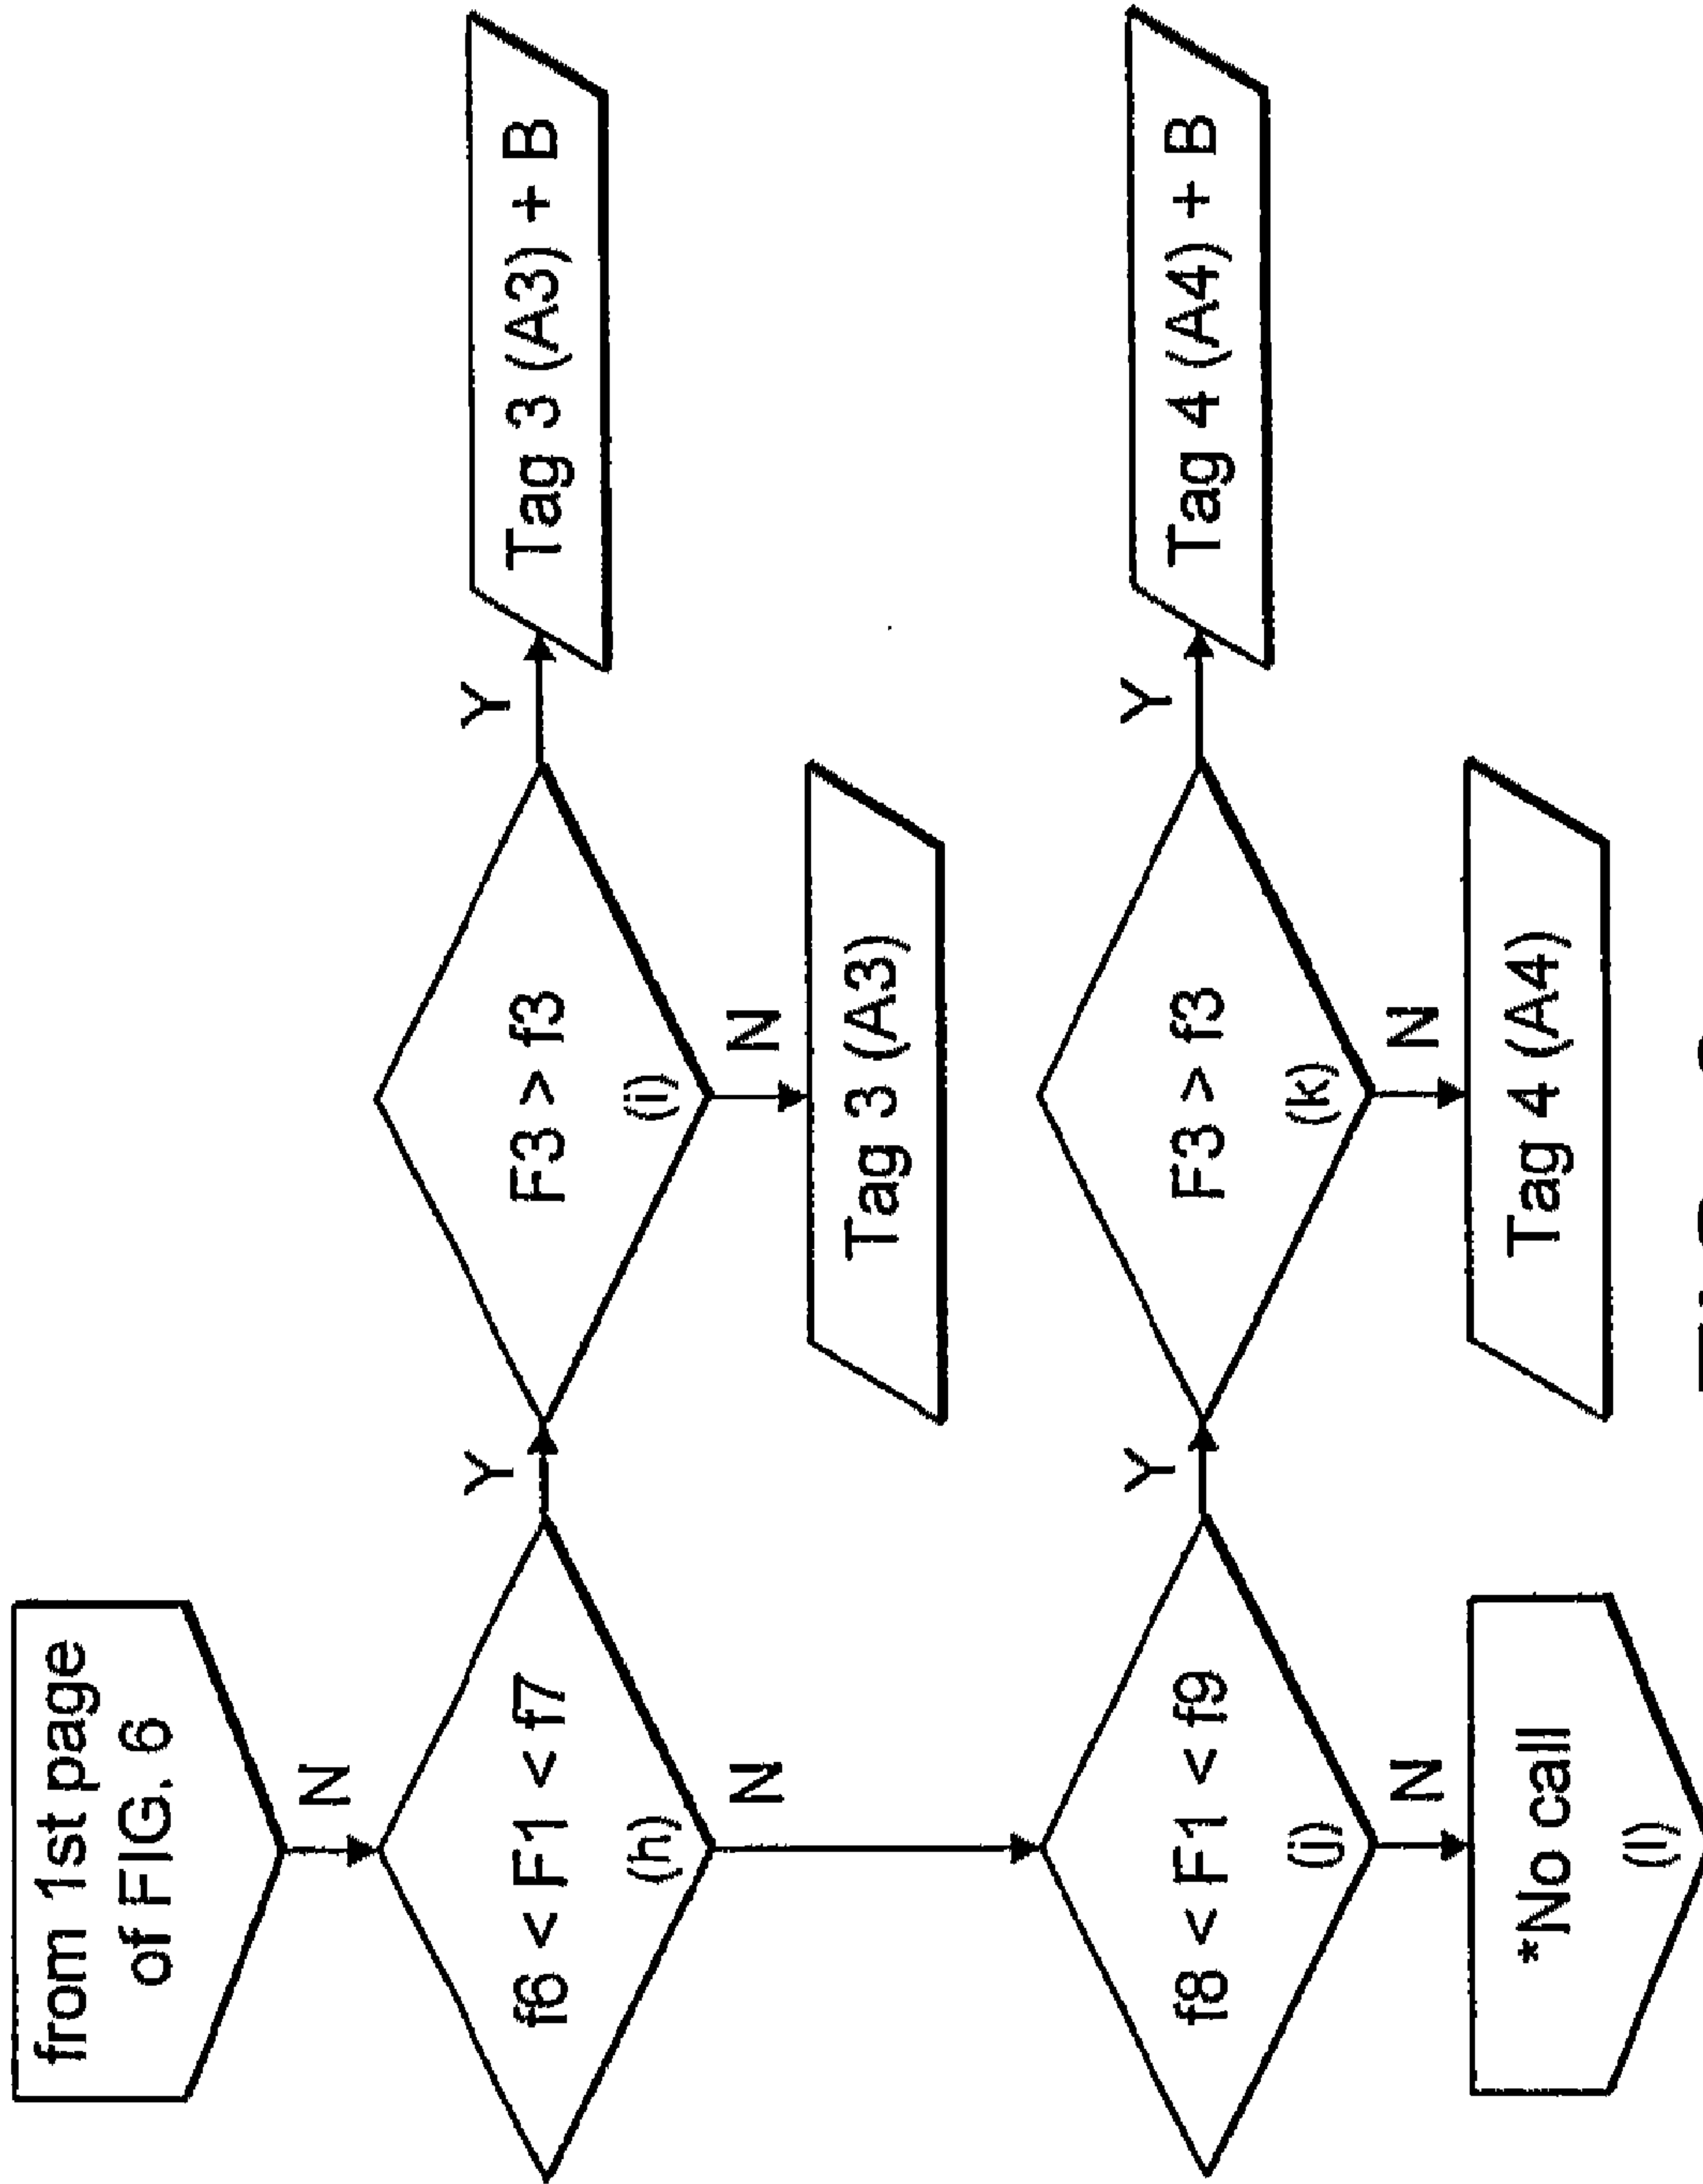 from 1st page
of FIG. 6
N
f6 < F1 < f7
(h)
Y
F3 > f3
(i)
Y
Tag 3 (A3) + B
N
Tag 3 (A3)
N
f8 < F1 < f9
(j)
Y
F3 > f3
(k)
Y
Tag 4 (A4) + B
N
Tag 4 (A4)
N
*No call
(l)